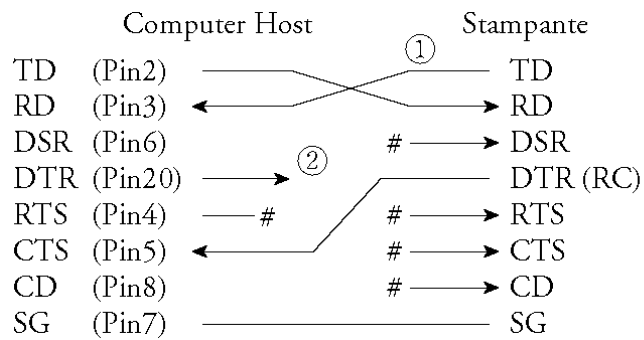 Computer Host Stampante
① 
TD (Pin2) TD
RD (Pin3) RD
DSR (Pin6) # DSR
②
DTR (Pin20) DTR (RC)
RTS (Pin4) # # RTS
CTS (Pin5) # CTS
CD (Pin8) # CD
SG (Pin7) SG